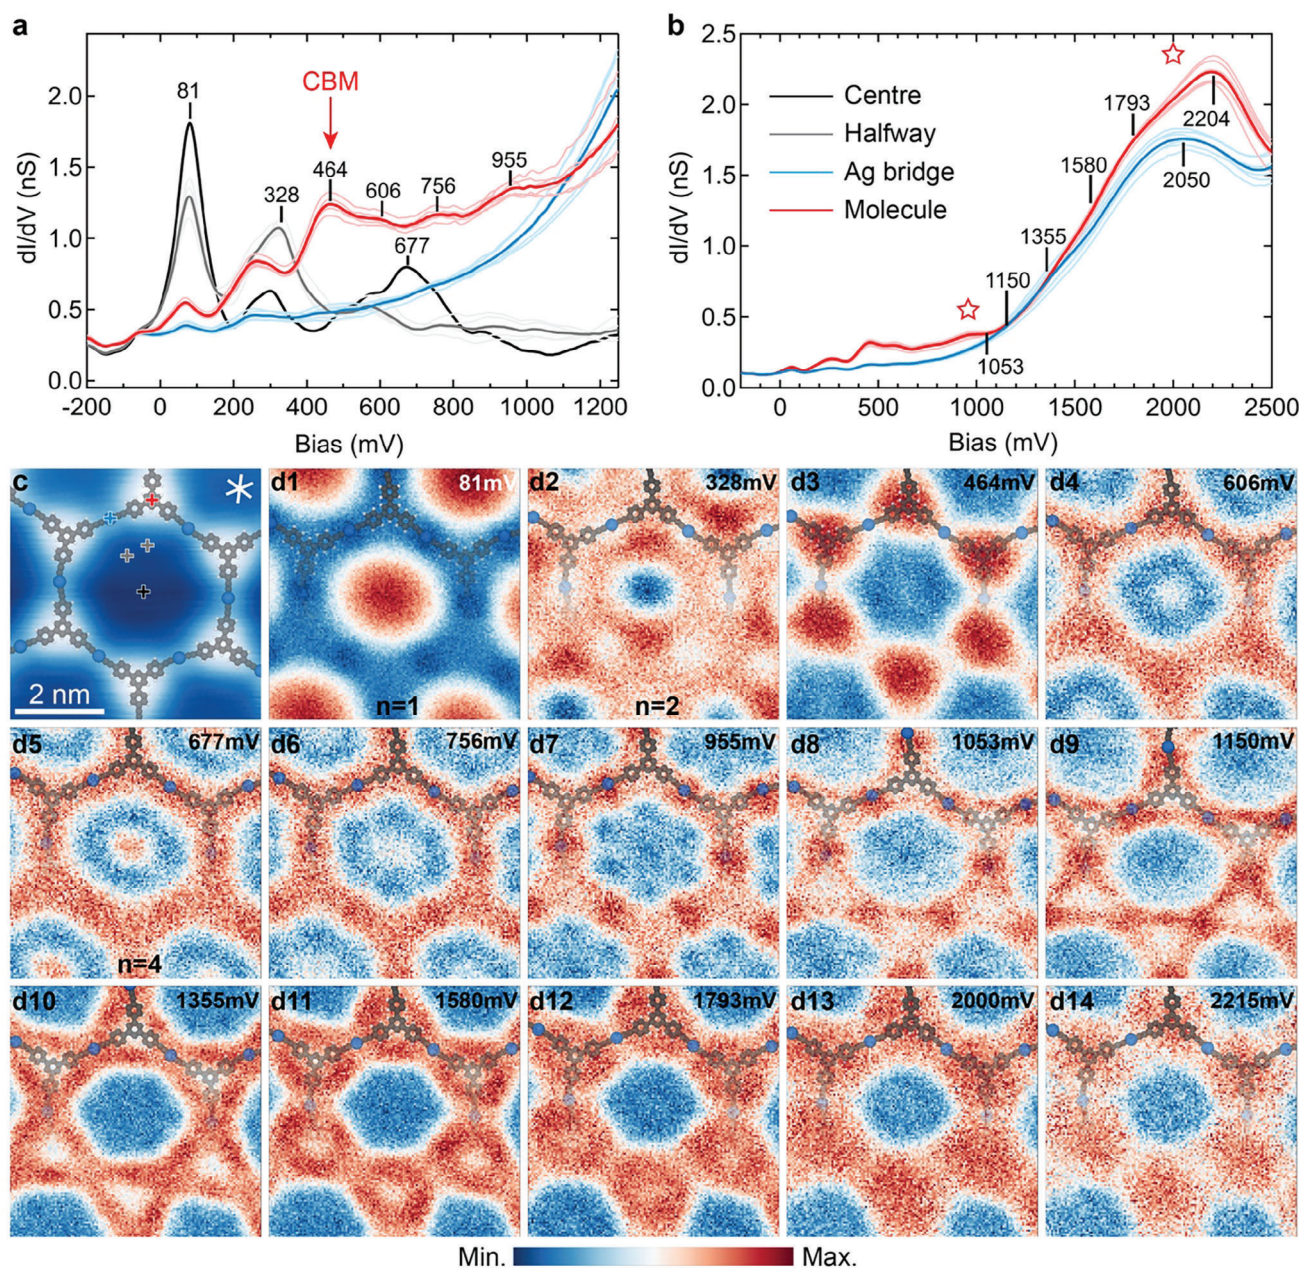 a
dI/dV (nS)
2.0
1.5
1.0
0.5
0.0
-200 0 200 400 600 800 1000 1200
Bias (mV)
81
328
CBM
464
606
756
955
677
b
dI/dV (nS)
2.5
2.0
1.5
1.0
0.5
0.0
0 500 1000 1500 2000 2500
Bias (mV)
Centre
Halfway
Ag bridge
Molecule
1793
2204
1580
2050
1355
1150
1053
c
2 nm
d1 81mV
n=1
d2 328mV
n=2
d3 464mV
d4 606mV
d5 677mV
n=4
d6 756mV
d7 955mV
d8 1053mV
d9 1150mV
d10 1355mV
d11 1580mV
d12 1793mV
d13 2000mV
d14 2215mV
Min. Max.